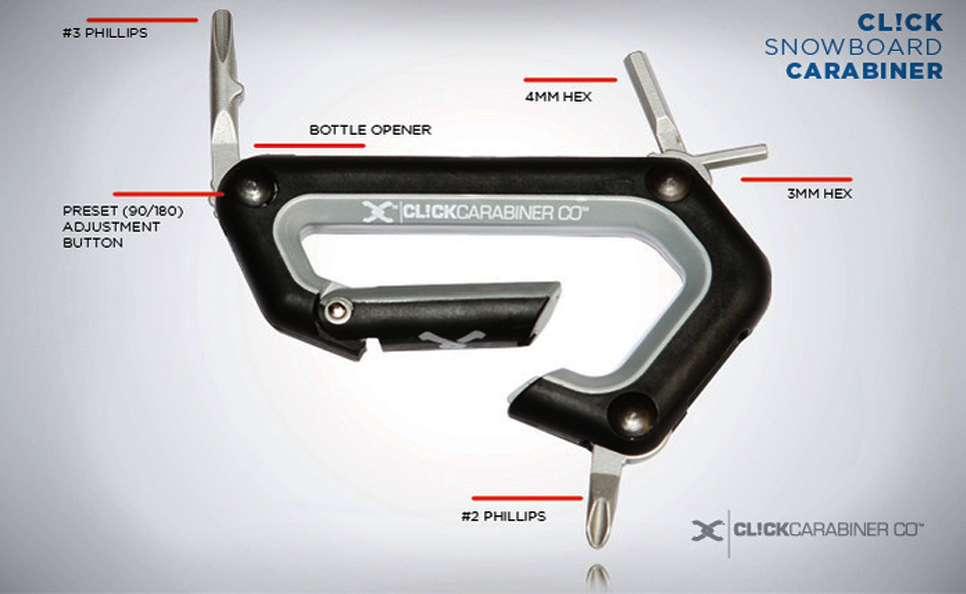 CL!CK
SNOWBOARD
CARABINER
#3 PHILLIPS
4MM HEX
BOTTLE OPENER
3MM HEX
PRESET (90/180)
ADJUSTMENT
BUTTON
CL!CKCARABINER CO™
#2 PHILLIPS
CL!CKCARABINER CO™